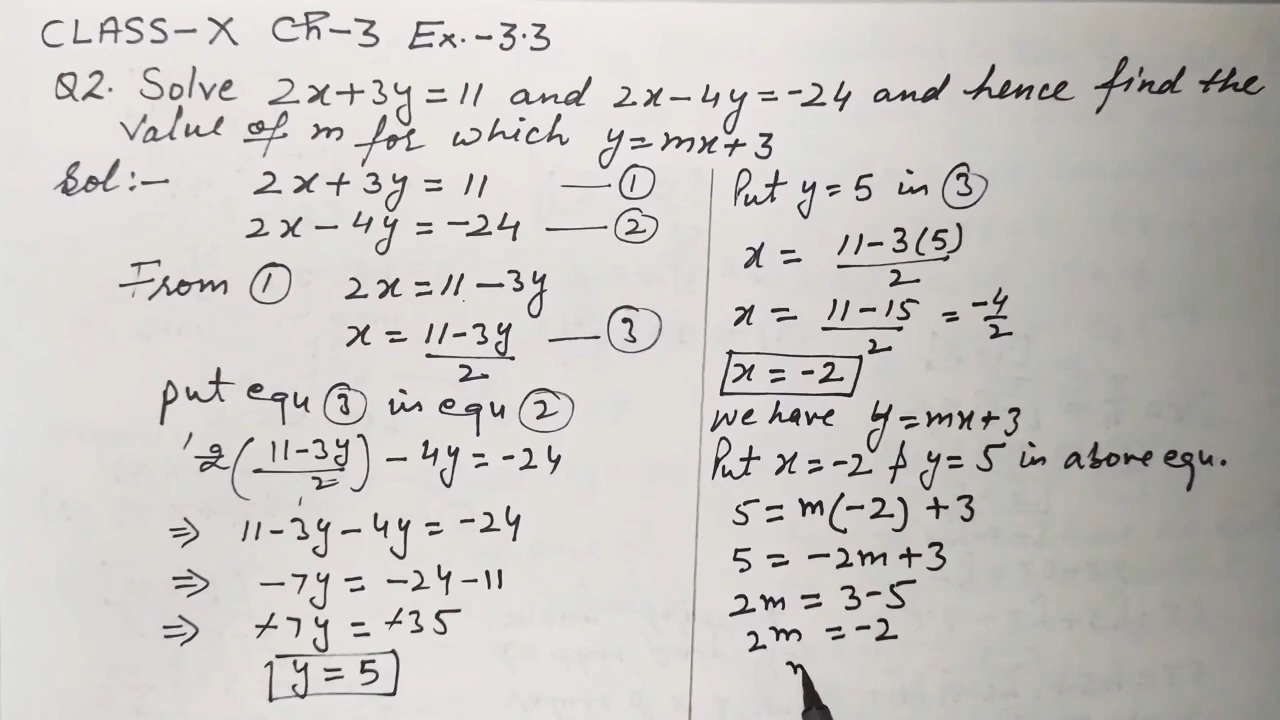 CLASS-X Ch-3 Ex.-3.3
Q2. Solve 2x+3y=11 and 2x-4y=-24 and hence find the
value of m for which y=mx+3
Sol:- 2x+3y=11 —①
2x-4y=-24 —②
From ① 2x=11-3y
x = 11-3y/2 —③
put equ ③ in equ ②
2(11-3y/2)-4y=-24
⇒ 11-3y-4y=-24
⇒ -7y=-24-11
⇒ +7y=+35
y=5
Put y=5 in ③
x = 11-3(5)/2
x = 11-15/2 = -4/2
x = -2
we have y=mx+3
Put x=-2 & y=5 in above equ.
5=m(-2)+3
5=-2m+3
2m=3-5
2m=-2